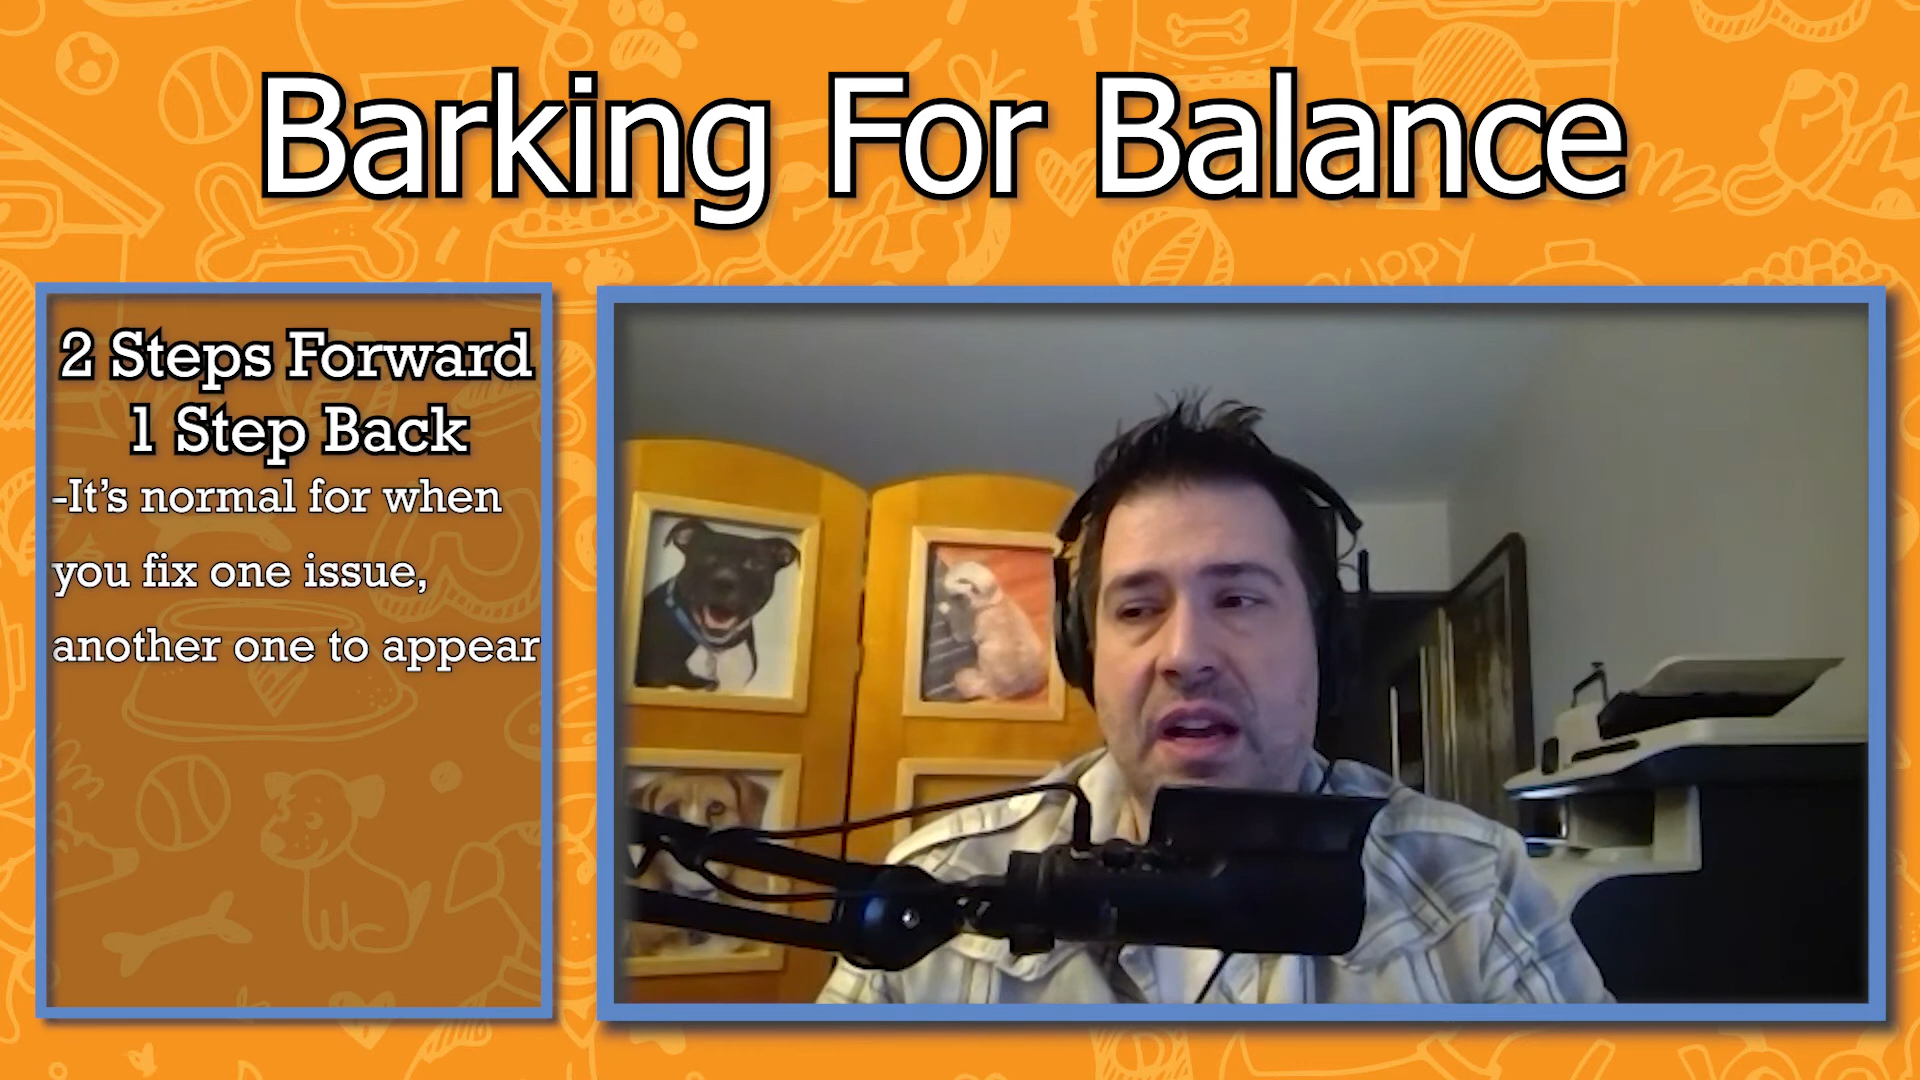 Barking For Balance
2 Steps Forward
1 Step Back
-It's normal for when
you fix one issue,
another one to appear
PUPPY